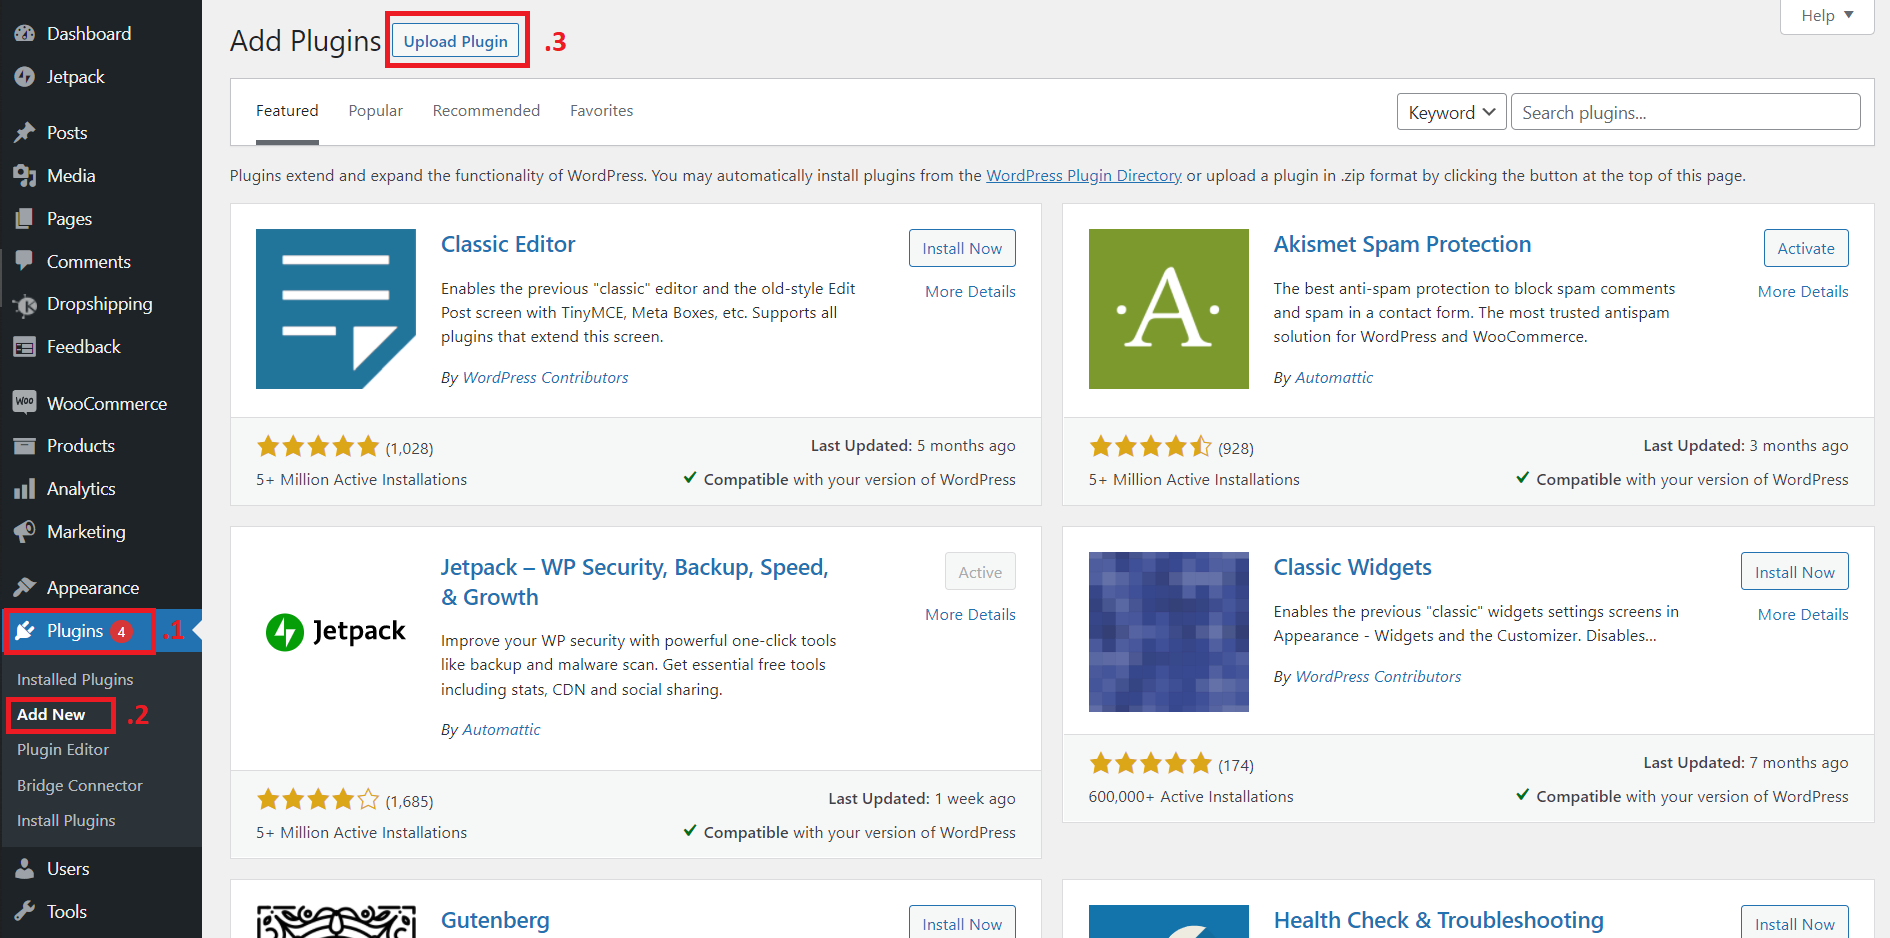 Dashboard
Jetpack
Posts
Media
Pages
Comments
Dropshipping
Feedback
WooCommerce
Products
Analytics
Marketing
Appearance
Plugins 4 .1
Installed Plugins
Add New .2
Plugin Editor
Bridge Connector
Install Plugins
Users
Tools
Help
Add Plugins Upload Plugin .3
Featured Popular Recommended Favorites Keyword Search plugins...
Plugins extend and expand the functionality of WordPress. You may automatically install plugins from the WordPress Plugin Directory or upload a plugin in .zip format by clicking the button at the top of this page.
Classic Editor
Install Now
More Details
Enables the previous "classic" editor and the old-style Edit
Post screen with TinyMCE, Meta Boxes, etc. Supports all
plugins that extend this screen.
By WordPress Contributors
(1,028) Last Updated: 5 months ago
5+ Million Active Installations Compatible with your version of WordPress
A
Akismet Spam Protection
Activate
More Details
The best anti-spam protection to block spam comments
and spam in a contact form. The most trusted antispam
solution for WordPress and WooCommerce.
By Automattic
(928) Last Updated: 3 months ago
5+ Million Active Installations Compatible with your version of WordPress
Jetpack
Jetpack – WP Security, Backup, Speed,
& Growth
Active
More Details
Improve your WP security with powerful one-click tools
like backup and malware scan. Get essential free tools
including stats, CDN and social sharing.
By Automattic
(1,685) Last Updated: 1 week ago
5+ Million Active Installations Compatible with your version of WordPress
Classic Widgets
Install Now
More Details
Enables the previous "classic" widgets settings screens in
Appearance - Widgets and the Customizer. Disables...
By WordPress Contributors
(174) Last Updated: 7 months ago
600,000+ Active Installations Compatible with your version of WordPress
Gutenberg
Install Now
Health Check & Troubleshooting
Install Now